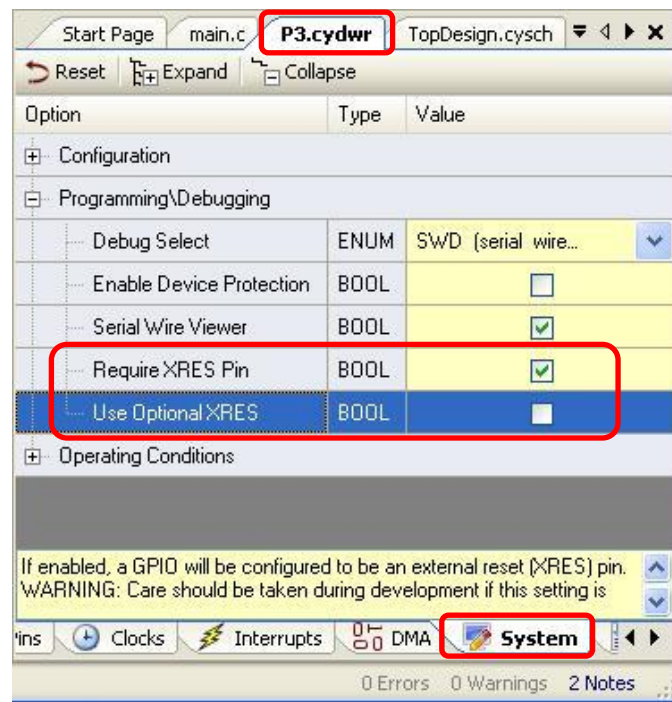 Start Page main.c P3.cydwr TopDesign.cysch
Reset Expand Collapse
Option Type Value
Configuration
Programming\Debugging
Debug Select ENUM SWD (serial wire...
Enable Device Protection BOOL
Serial Wire Viewer BOOL
Require XRES Pin BOOL
Use Optional XRES BOOL
Operating Conditions
If enabled, a GPIO will be configured to be an external reset (XRES) pin.
WARNING: Care should be taken during development if this setting is
ins Clocks Interrupts DMA System
0 Errors 0 Warnings 2 Notes